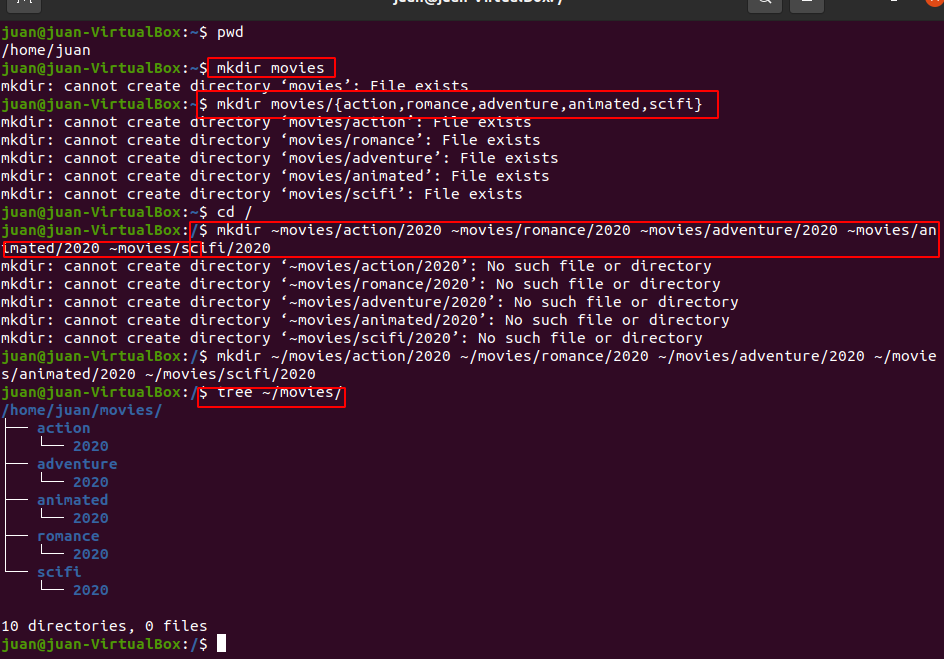 juan@juan-VirtualBox:~$ pwd
/home/juan
juan@juan-VirtualBox:~$ mkdir movies
mkdir: cannot create directory ‘movies’: File exists
juan@juan-VirtualBox:~$ mkdir movies/{action,romance,adventure,animated,scifi}
mkdir: cannot create directory ‘movies/action’: File exists
mkdir: cannot create directory ‘movies/romance’: File exists
mkdir: cannot create directory ‘movies/adventure’: File exists
mkdir: cannot create directory ‘movies/animated’: File exists
mkdir: cannot create directory ‘movies/scifi’: File exists
juan@juan-VirtualBox:~$ cd /
juan@juan-VirtualBox:/$ mkdir ~movies/action/2020 ~movies/romance/2020 ~movies/adventure/2020 ~movies/an
imated/2020 ~movies/scifi/2020
mkdir: cannot create directory ‘~movies/action/2020’: No such file or directory
mkdir: cannot create directory ‘~movies/romance/2020’: No such file or directory
mkdir: cannot create directory ‘~movies/adventure/2020’: No such file or directory
mkdir: cannot create directory ‘~movies/animated/2020’: No such file or directory
mkdir: cannot create directory ‘~movies/scifi/2020’: No such file or directory
juan@juan-VirtualBox:/$ mkdir ~/movies/action/2020 ~/movies/romance/2020 ~/movies/adventure/2020 ~/movie
s/animated/2020 ~/movies/scifi/2020
juan@juan-VirtualBox:/$ tree ~/movies/
/home/juan/movies/
├── action
│   └── 2020
├── adventure
│   └── 2020
├── animated
│   └── 2020
├── romance
│   └── 2020
└── scifi
    └── 2020
10 directories, 0 files
juan@juan-VirtualBox:/$